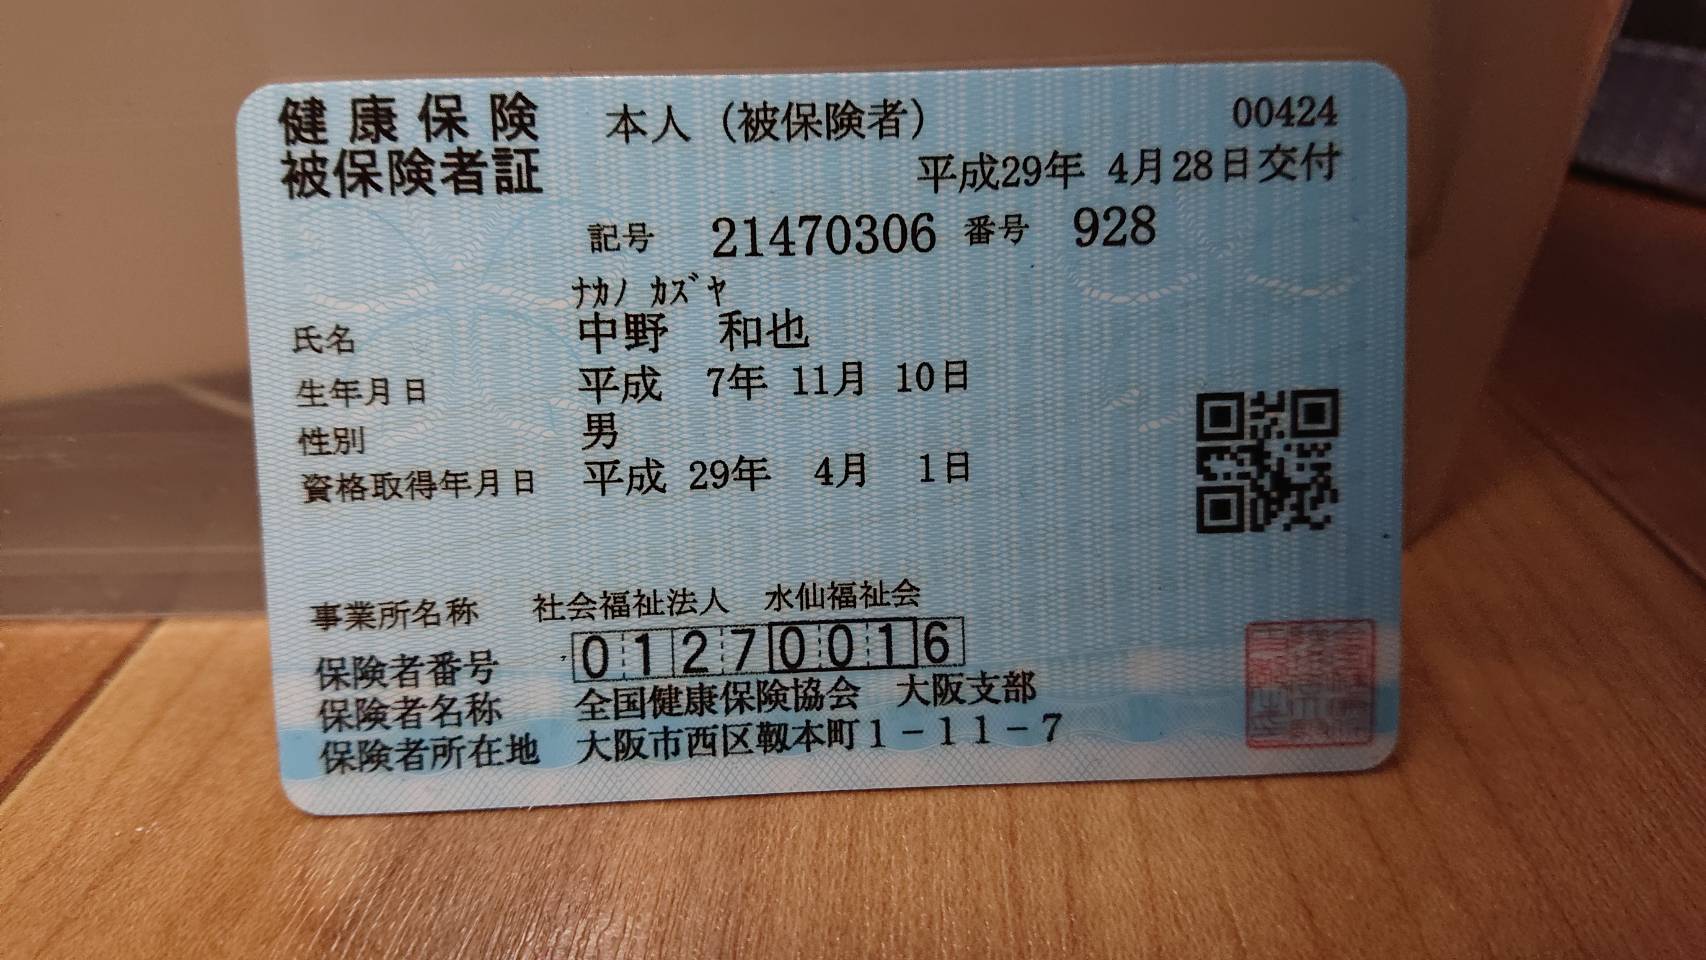 健康保険 本人（被保険者） 00424
被保険者証 平成29年 4月28日交付
記号 21470306 番号 928
ﾅｶﾉ ｶｽﾞﾔ
氏名 中野 和也
生年月日 平成 7年 11月 10日
性別 男
資格取得年月日 平成 29年 4月 1日
事業所名称 社会福祉法人 水仙福祉会
保険者番号 01270016
保険者名称 全国健康保険協会 大阪支部
保険者所在地 大阪市西区靱本町1－11－7